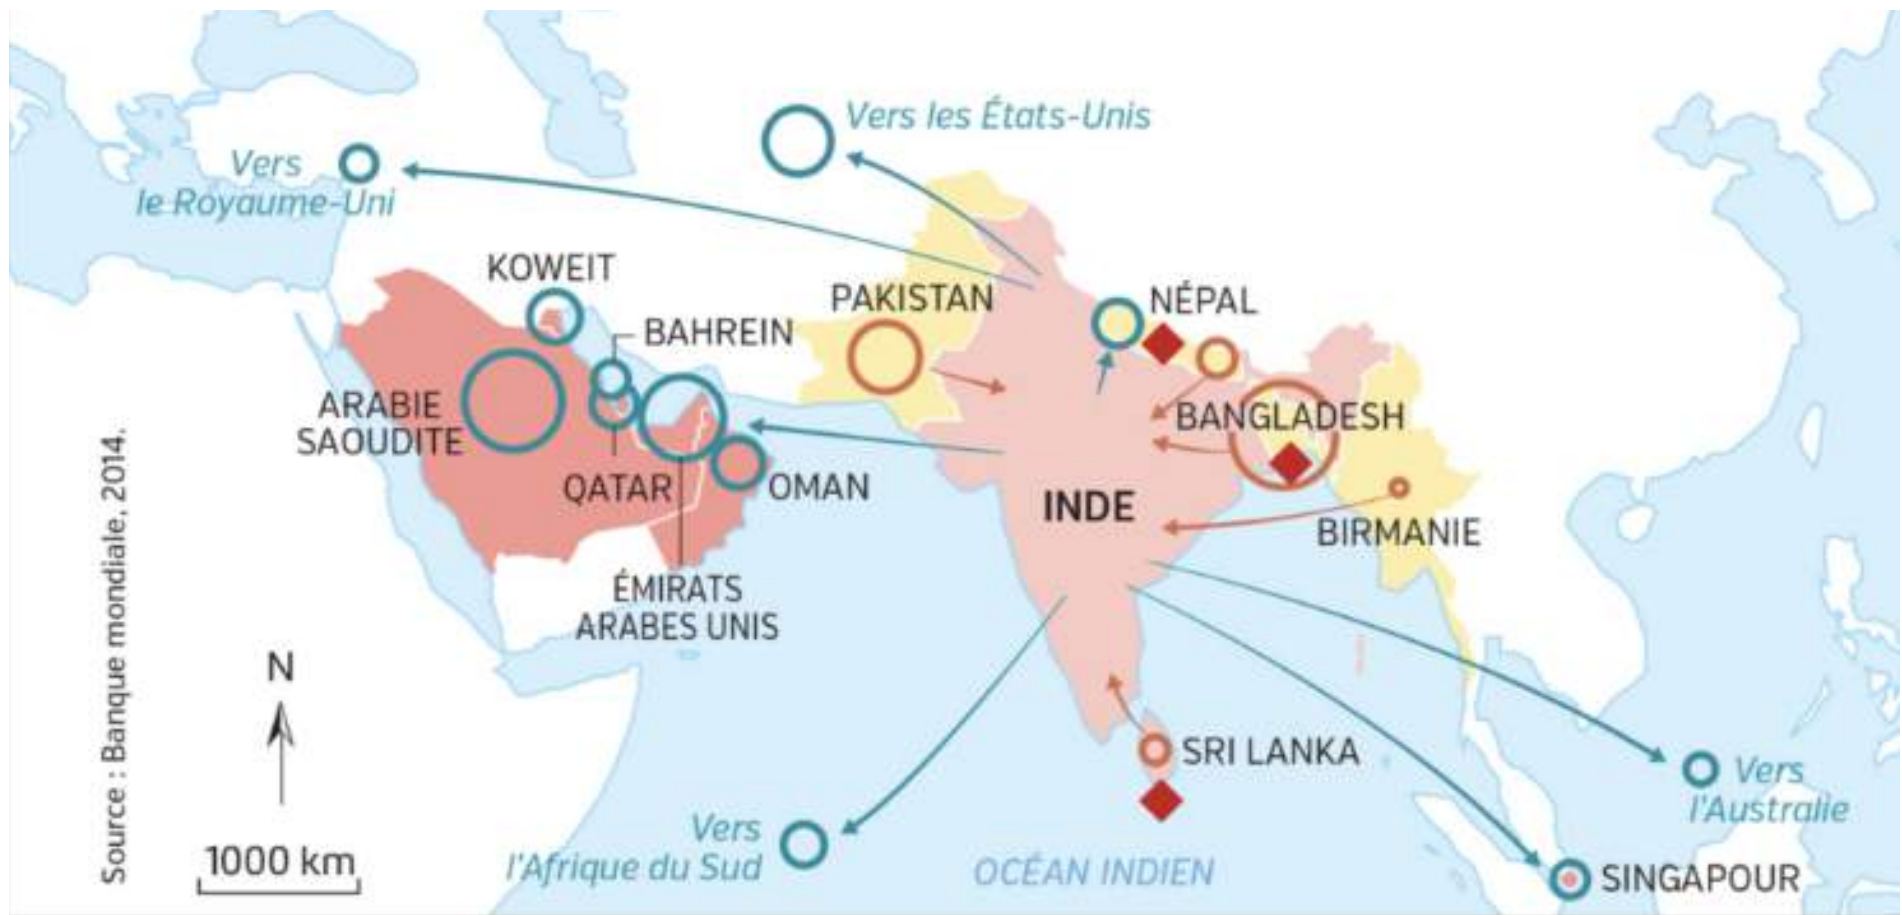 Vers les États-Unis
Vers
le Royaume-Uni
KOWEIT
PAKISTAN
NÉPAL
BAHREIN
ARABIE
SAOUDITE
BANGLADESH
QATAR
OMAN
INDE
BIRMANIE
ÉMIRATS
ARABES UNIS
N
SRI LANKA
Vers
l'Australie
Vers
l'Afrique du Sud
1000 km
OCÉAN INDIEN
SINGAPOUR
Source : Banque mondiale, 2014.